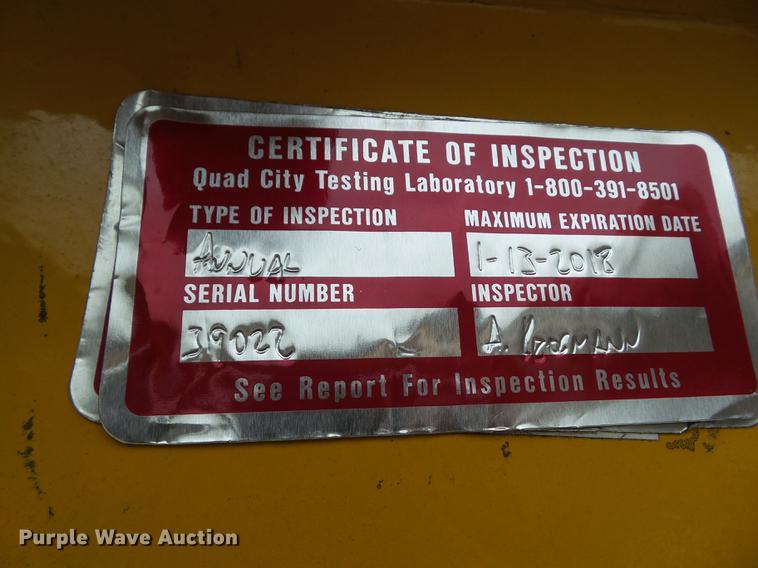 CERTIFICATE OF INSPECTION
Quad City Testing Laboratory 1-800-391-8501
TYPE OF INSPECTION MAXIMUM EXPIRATION DATE
ANNUAL 1-13-2018
SERIAL NUMBER INSPECTOR
39022 A.
See Report For Inspection Results
Purple Wave Auction